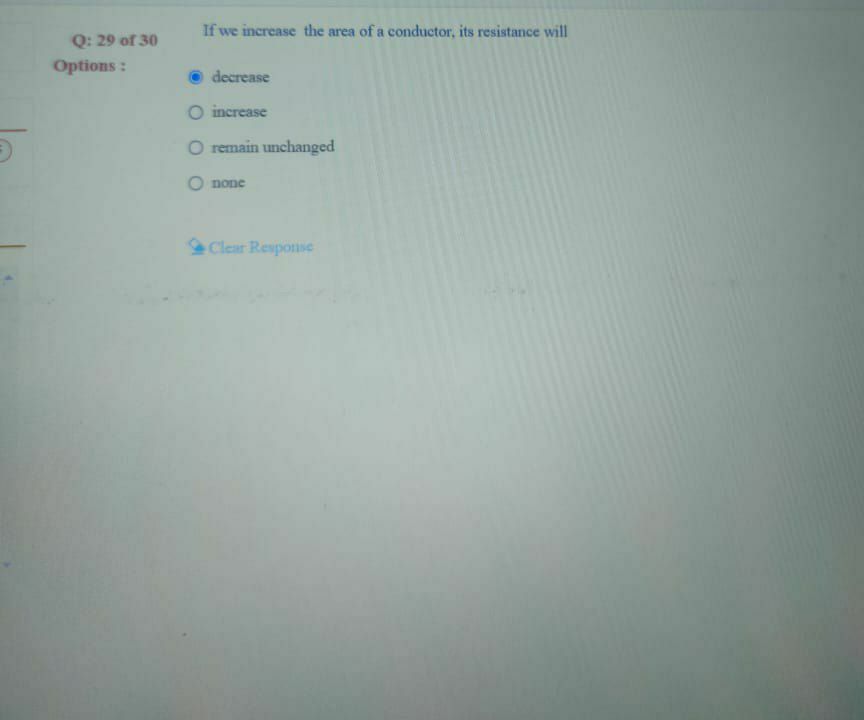 Q: 29 of 30
If we increase the area of a conductor, its resistance will
Options :
decrease
increase
remain unchanged
none
Clear Response